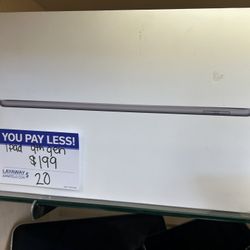 YOU PAY LESS!
Ipad 9th gen
$199
LAYAWAY
$ 20